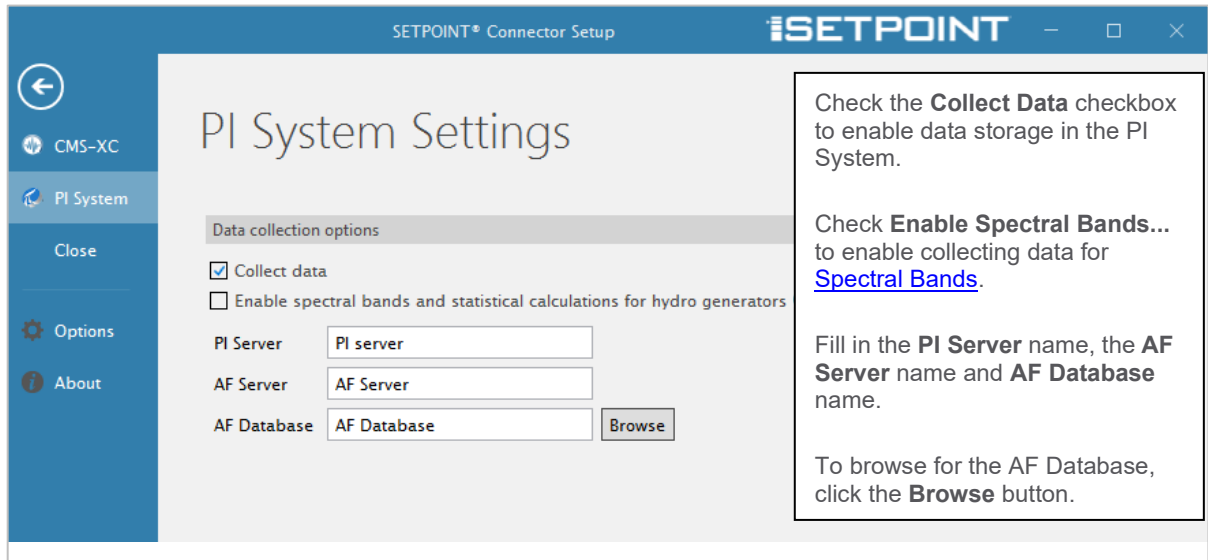 SETPOINT® Connector Setup
SETPOINT
CMS-XC
PI System
Close
Options
About
PI System Settings
Data collection options
Collect data
Enable spectral bands and statistical calculations for hydro generators
PI Server PI server
AF Server AF Server
AF Database AF Database Browse
Check the Collect Data checkbox
to enable data storage in the PI
System.
Check Enable Spectral Bands...
to enable collecting data for
Spectral Bands.
Fill in the PI Server name, the AF
Server name and AF Database
name.
To browse for the AF Database,
click the Browse button.